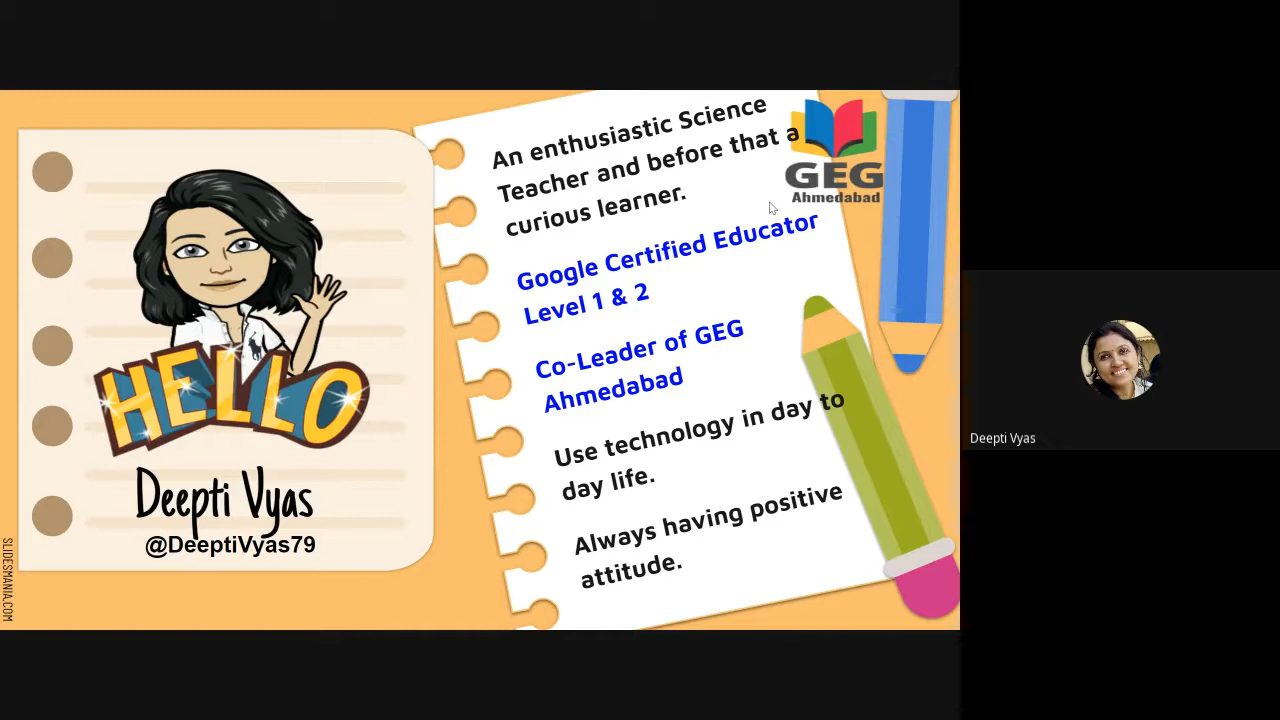 HELLO
Deepti Vyas
@DeeptiVyas79
SLIDESMANIA.COM
An enthusiastic Science
Teacher and before that a
curious learner.
Google Certified Educator
Level 1 & 2
Co-Leader of GEG
Ahmedabad
Use technology in day to
day life.
Always having positive
attitude.
GEG
Ahmedabad
Deepti Vyas